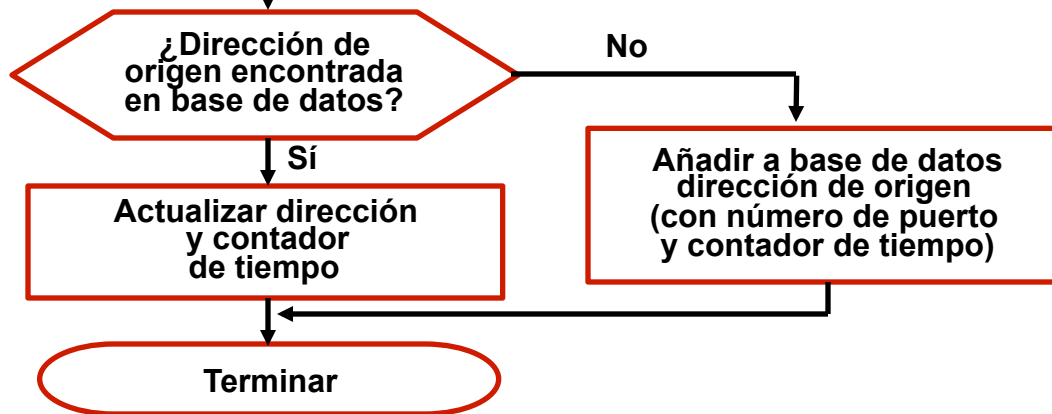 ¿Dirección de
origen encontrada
en base de datos?
No
Sí
Añadir a base de datos
dirección de origen
(con número de puerto
y contador de tiempo)
Actualizar dirección
y contador
de tiempo
Terminar